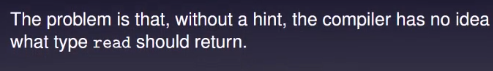 The problem is that, without a hint, the compiler has no idea
what type read should return.